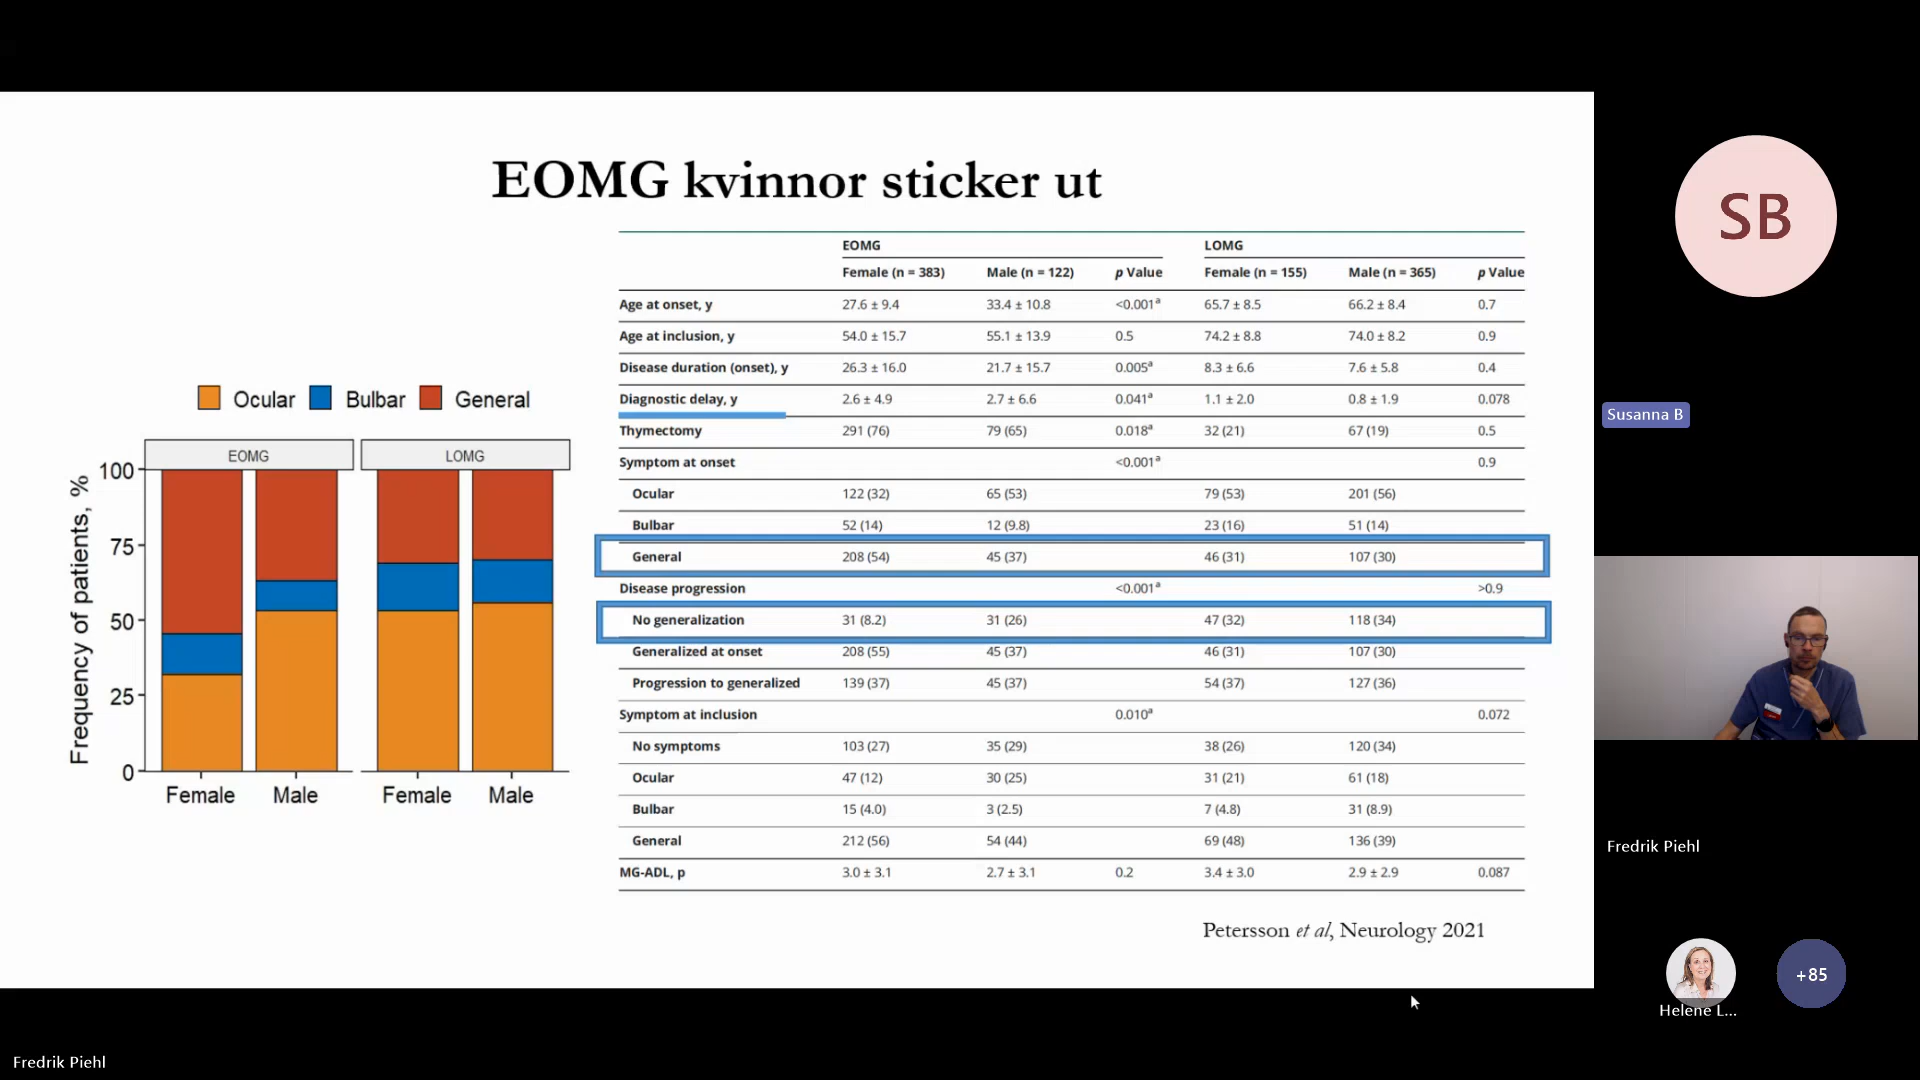 EOMG kvinnor sticker ut
Ocular Bulbar General
EOMG LOMG
Frequency of patients, %
100
75
50
25
0
Female Male Female Male
EOMG LOMG
Female (n = 383) Male (n = 122) p Value Female (n = 155) Male (n = 365) p Value
Age at onset, y 27.6 ± 9.4 33.4 ± 10.8 <0.001a 65.7 ± 8.5 66.2 ± 8.4 0.7
Age at inclusion, y 54.0 ± 15.7 55.1 ± 13.9 0.5 74.2 ± 8.8 74.0 ± 8.2 0.9
Disease duration (onset), y 26.3 ± 16.0 21.7 ± 15.7 0.005a 8.3 ± 6.6 7.6 ± 5.8 0.4
Diagnostic delay, y 2.6 ± 4.9 2.7 ± 6.6 0.041a 1.1 ± 2.0 0.8 ± 1.9 0.078
Thymectomy 291 (76) 79 (65) 0.018a 32 (21) 67 (19) 0.5
Symptom at onset <0.001a 0.9
Ocular 122 (32) 65 (53) 79 (53) 201 (56)
Bulbar 52 (14) 12 (9.8) 23 (16) 51 (14)
General 208 (54) 45 (37) 46 (31) 107 (30)
Disease progression <0.001a >0.9
No generalization 31 (8.2) 31 (26) 47 (32) 118 (34)
Generalized at onset 208 (55) 45 (37) 46 (31) 107 (30)
Progression to generalized 139 (37) 45 (37) 54 (37) 127 (36)
Symptom at inclusion 0.010a 0.072
No symptoms 103 (27) 35 (29) 38 (26) 120 (34)
Ocular 47 (12) 30 (25) 31 (21) 61 (18)
Bulbar 15 (4.0) 3 (2.5) 7 (4.8) 31 (8.9)
General 212 (56) 54 (44) 69 (48) 136 (39)
MG-ADL, p 3.0 ± 3.1 2.7 ± 3.1 0.2 3.4 ± 3.0 2.9 ± 2.9 0.087
Petersson et al, Neurology 2021
SB
Susanna B
Fredrik Piehl
+85
Helene L...
Fredrik Piehl